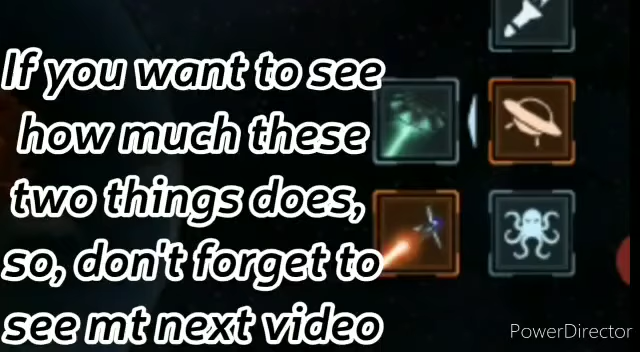 If you want to see
how much these
two things does,
so, don't forget to
see mt next video
PowerDirector